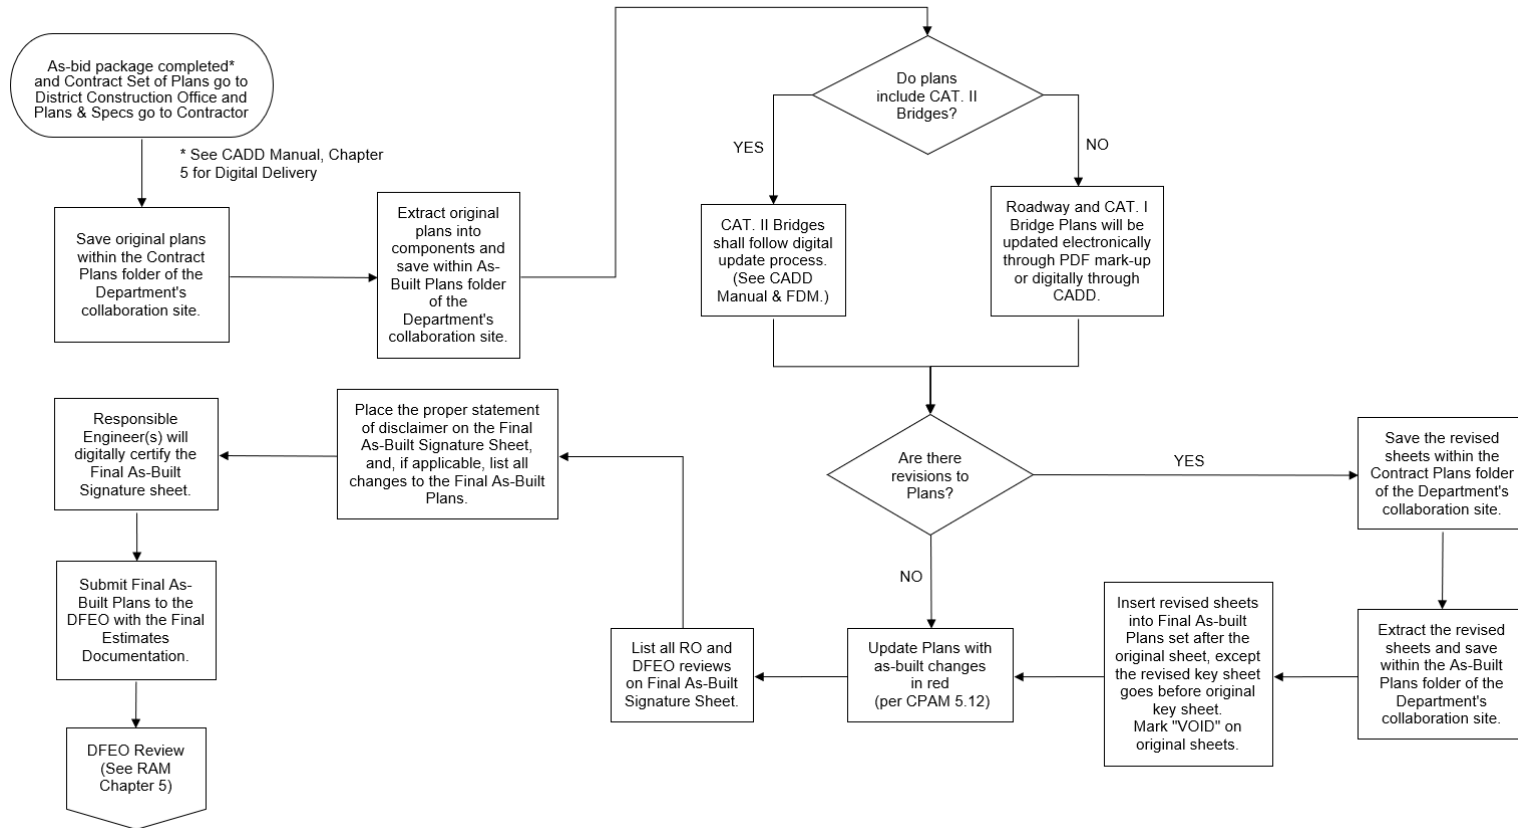 As-bid package completed*
and Contract Set of Plans go to
District Construction Office and
Plans & Specs go to Contractor
* See CADD Manual, Chapter
5 for Digital Delivery
Save original plans
within the Contract
Plans folder of the
Department's
collaboration site.
Extract original
plans into
components and
save within As-
Built Plans folder
of the
Department's
collaboration site.
Do plans
include CAT. II
Bridges?
YES
NO
CAT. II Bridges
shall follow digital
update process.
(See CADD
Manual & FDM.)
Roadway and CAT. I
Bridge Plans will be
updated electronically
through PDF mark-up
or digitally through
CADD.
Are there
revisions to
Plans?
YES
NO
Save the revised
sheets within the
Contract Plans folder
of the Department's
collaboration site.
Extract the revised
sheets and save
within the As-Built
Plans folder of the
Department's
collaboration site.
Insert revised sheets
into Final As-built
Plans set after the
original sheet, except
the revised key sheet
goes before original
key sheet.
Mark "VOID" on
original sheets.
Update Plans with
as-built changes
in red
(per CPAM 5.12)
List all RO and
DFEO reviews
on Final As-Built
Signature Sheet.
Place the proper statement
of disclaimer on the Final
As-Built Signature Sheet,
and, if applicable, list all
changes to the Final As-Built
Plans.
Responsible
Engineer(s) will
digitally certify the
Final As-Built
Signature sheet.
Submit Final As-
Built Plans to the
DFEO with the Final
Estimates
Documentation.
DFEO Review
(See RAM
Chapter 5)